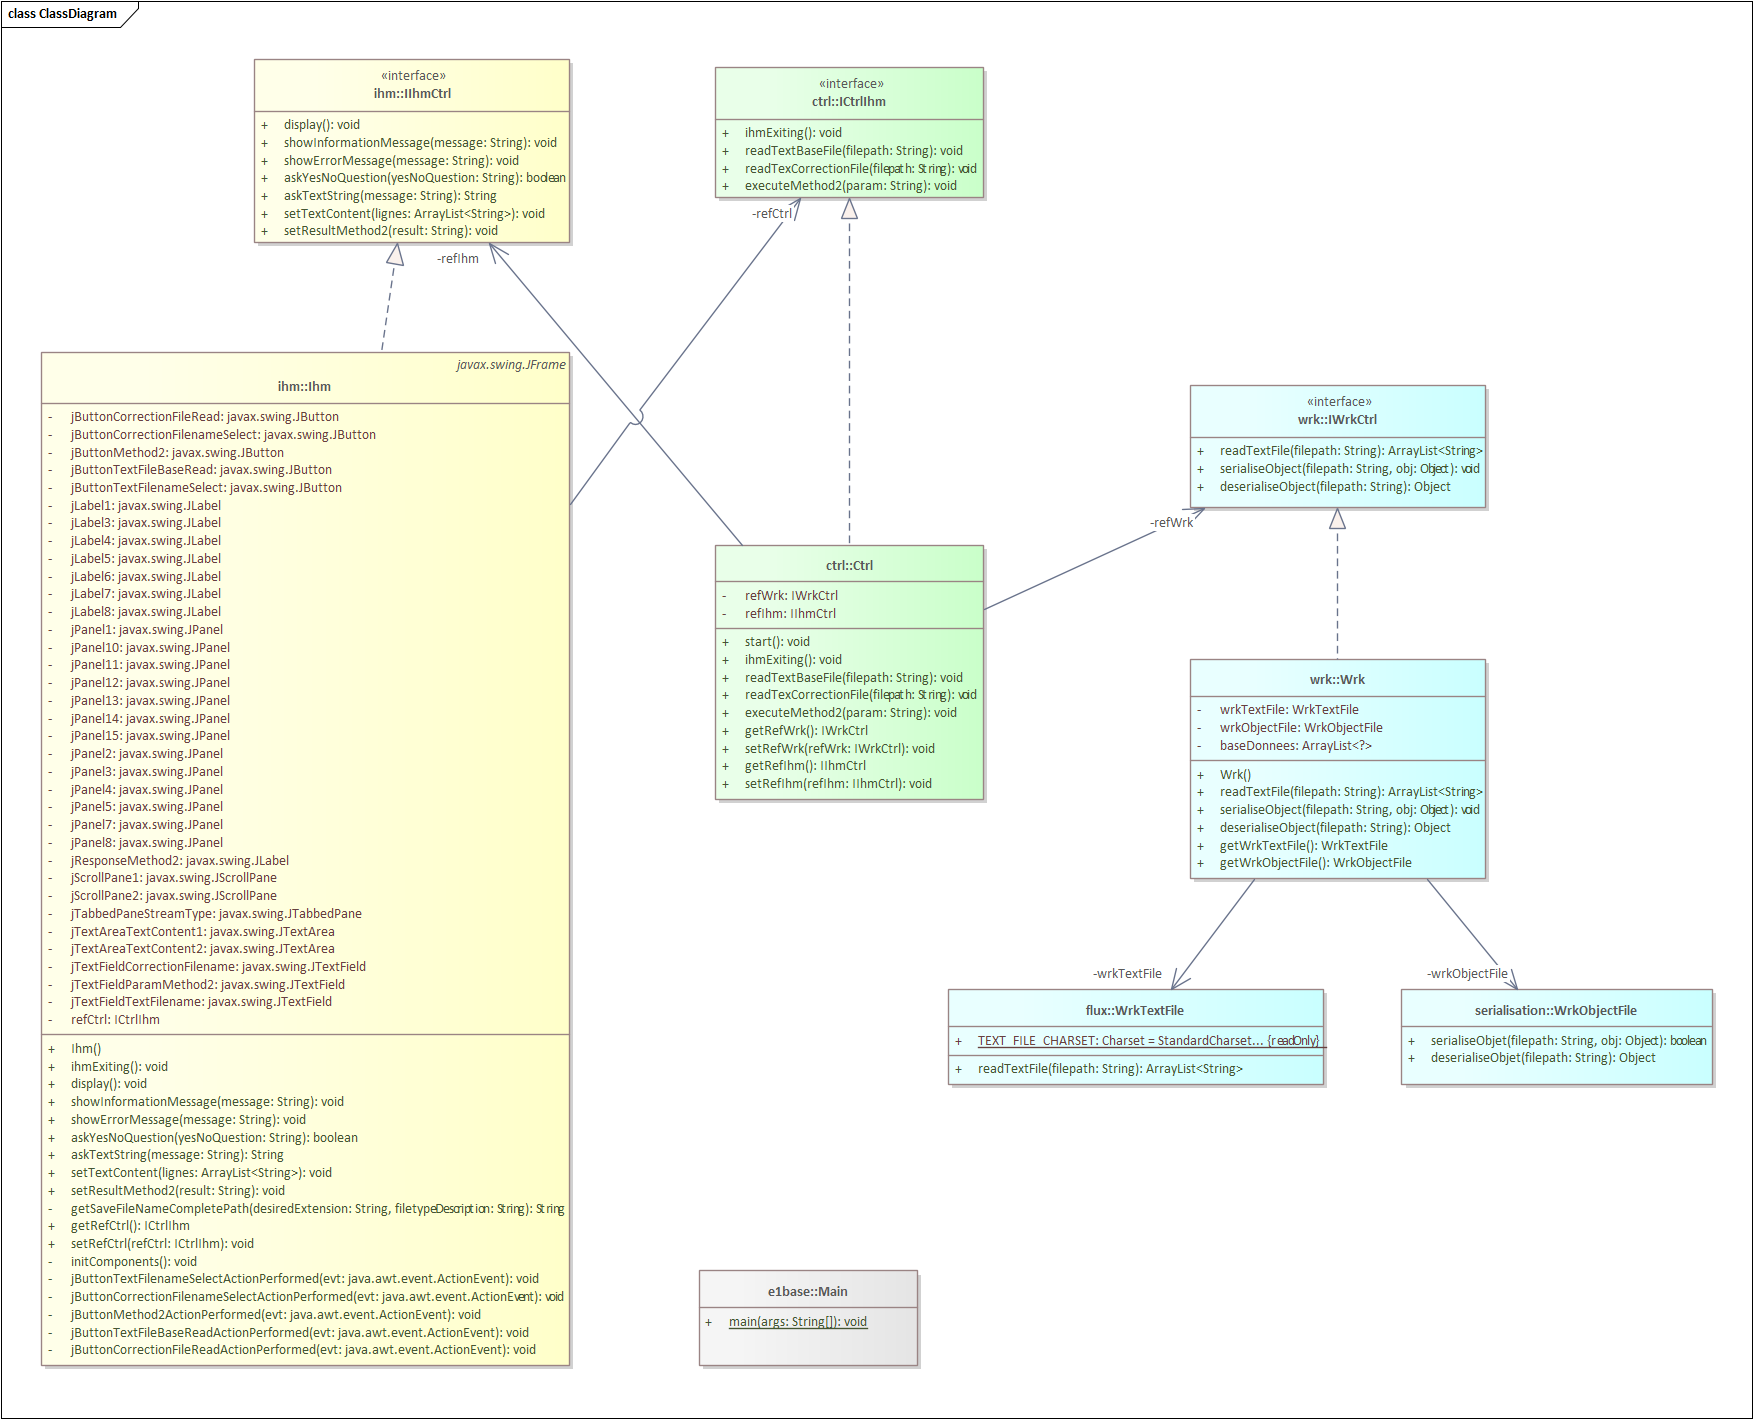 class ClassDiagram
«interface»
ihm::IIhmCtrl
+ display(): void
+ showInformationMessage(message: String): void
+ showErrorMessage(message: String): void
+ askYesNoQuestion(yesNoQuestion: String): boolean
+ askTextString(message: String): String
+ setTextContent(lignes: ArrayList<String>): void
+ setResultMethod2(result: String): void
«interface»
ctrl::ICtrlIhm
+ ihmExiting(): void
+ readTextBaseFile(filepath: String): void
+ readTexCorrectionFile(filepath: String): void
+ executeMethod2(param: String): void
-refCtrl
-refIhm
javax.swing.JFrame
ihm::Ihm
- jButtonCorrectionFileRead: javax.swing.JButton
- jButtonCorrectionFilenameSelect: javax.swing.JButton
- jButtonMethod2: javax.swing.JButton
- jButtonTextFileBaseRead: javax.swing.JButton
- jButtonTextFilenameSelect: javax.swing.JButton
- jLabel1: javax.swing.JLabel
- jLabel3: javax.swing.JLabel
- jLabel4: javax.swing.JLabel
- jLabel5: javax.swing.JLabel
- jLabel6: javax.swing.JLabel
- jLabel7: javax.swing.JLabel
- jLabel8: javax.swing.JLabel
- jPanel1: javax.swing.JPanel
- jPanel10: javax.swing.JPanel
- jPanel11: javax.swing.JPanel
- jPanel12: javax.swing.JPanel
- jPanel13: javax.swing.JPanel
- jPanel14: javax.swing.JPanel
- jPanel15: javax.swing.JPanel
- jPanel2: javax.swing.JPanel
- jPanel3: javax.swing.JPanel
- jPanel4: javax.swing.JPanel
- jPanel5: javax.swing.JPanel
- jPanel7: javax.swing.JPanel
- jPanel8: javax.swing.JPanel
- jResponseMethod2: javax.swing.JLabel
- jScrollPane1: javax.swing.JScrollPane
- jScrollPane2: javax.swing.JScrollPane
- jTabbedPaneStreamType: javax.swing.JTabbedPane
- jTextAreaTextContent1: javax.swing.JTextArea
- jTextAreaTextContent2: javax.swing.JTextArea
- jTextFieldCorrectionFilename: javax.swing.JTextField
- jTextFieldParamMethod2: javax.swing.JTextField
- jTextFieldTextFilename: javax.swing.JTextField
- refCtrl: ICtrlIhm
+ Ihm()
+ ihmExiting(): void
+ display(): void
+ showInformationMessage(message: String): void
+ showErrorMessage(message: String): void
+ askYesNoQuestion(yesNoQuestion: String): boolean
+ askTextString(message: String): String
+ setTextContent(lignes: ArrayList<String>): void
+ setResultMethod2(result: String): void
- getSaveFileNameCompletePath(desiredExtension: String, filetypeDescription: String): String
+ getRefCtrl(): ICtrlIhm
+ setRefCtrl(refCtrl: ICtrlIhm): void
- initComponents(): void
- jButtonTextFilenameSelectActionPerformed(evt: java.awt.event.ActionEvent): void
- jButtonCorrectionFilenameSelectActionPerformed(evt: java.awt.event.ActionEvent): void
- jButtonMethod2ActionPerformed(evt: java.awt.event.ActionEvent): void
- jButtonTextFileBaseReadActionPerformed(evt: java.awt.event.ActionEvent): void
- jButtonCorrectionFileReadActionPerformed(evt: java.awt.event.ActionEvent): void
ctrl::Ctrl
- refWrk: IWrkCtrl
- refIhm: IIhmCtrl
+ start(): void
+ ihmExiting(): void
+ readTextBaseFile(filepath: String): void
+ readTexCorrectionFile(filepath: String): void
+ executeMethod2(param: String): void
+ getRefWrk(): IWrkCtrl
+ setRefWrk(refWrk: IWrkCtrl): void
+ getRefIhm(): IIhmCtrl
+ setRefIhm(refIhm: IIhmCtrl): void
«interface»
wrk::IWrkCtrl
+ readTextFile(filepath: String): ArrayList<String>
+ serialiseObject(filepath: String, obj: Object): void
+ deserialiseObject(filepath: String): Object
-refWrk
wrk::Wrk
- wrkTextFile: WrkTextFile
- wrkObjectFile: WrkObjectFile
- baseDonnees: ArrayList<?>
+ Wrk()
+ readTextFile(filepath: String): ArrayList<String>
+ serialiseObject(filepath: String, obj: Object): void
+ deserialiseObject(filepath: String): Object
+ getWrkTextFile(): WrkTextFile
+ getWrkObjectFile(): WrkObjectFile
-wrkTextFile
-wrkObjectFile
flux::WrkTextFile
+ TEXT_FILE_CHARSET: Charset = StandardCharset... {readOnly}
+ readTextFile(filepath: String): ArrayList<String>
serialisation::WrkObjectFile
+ serialiseObjet(filepath: String, obj: Object): boolean
+ deserialiseObjet(filepath: String): Object
e1base::Main
+ main(args: String[]): void